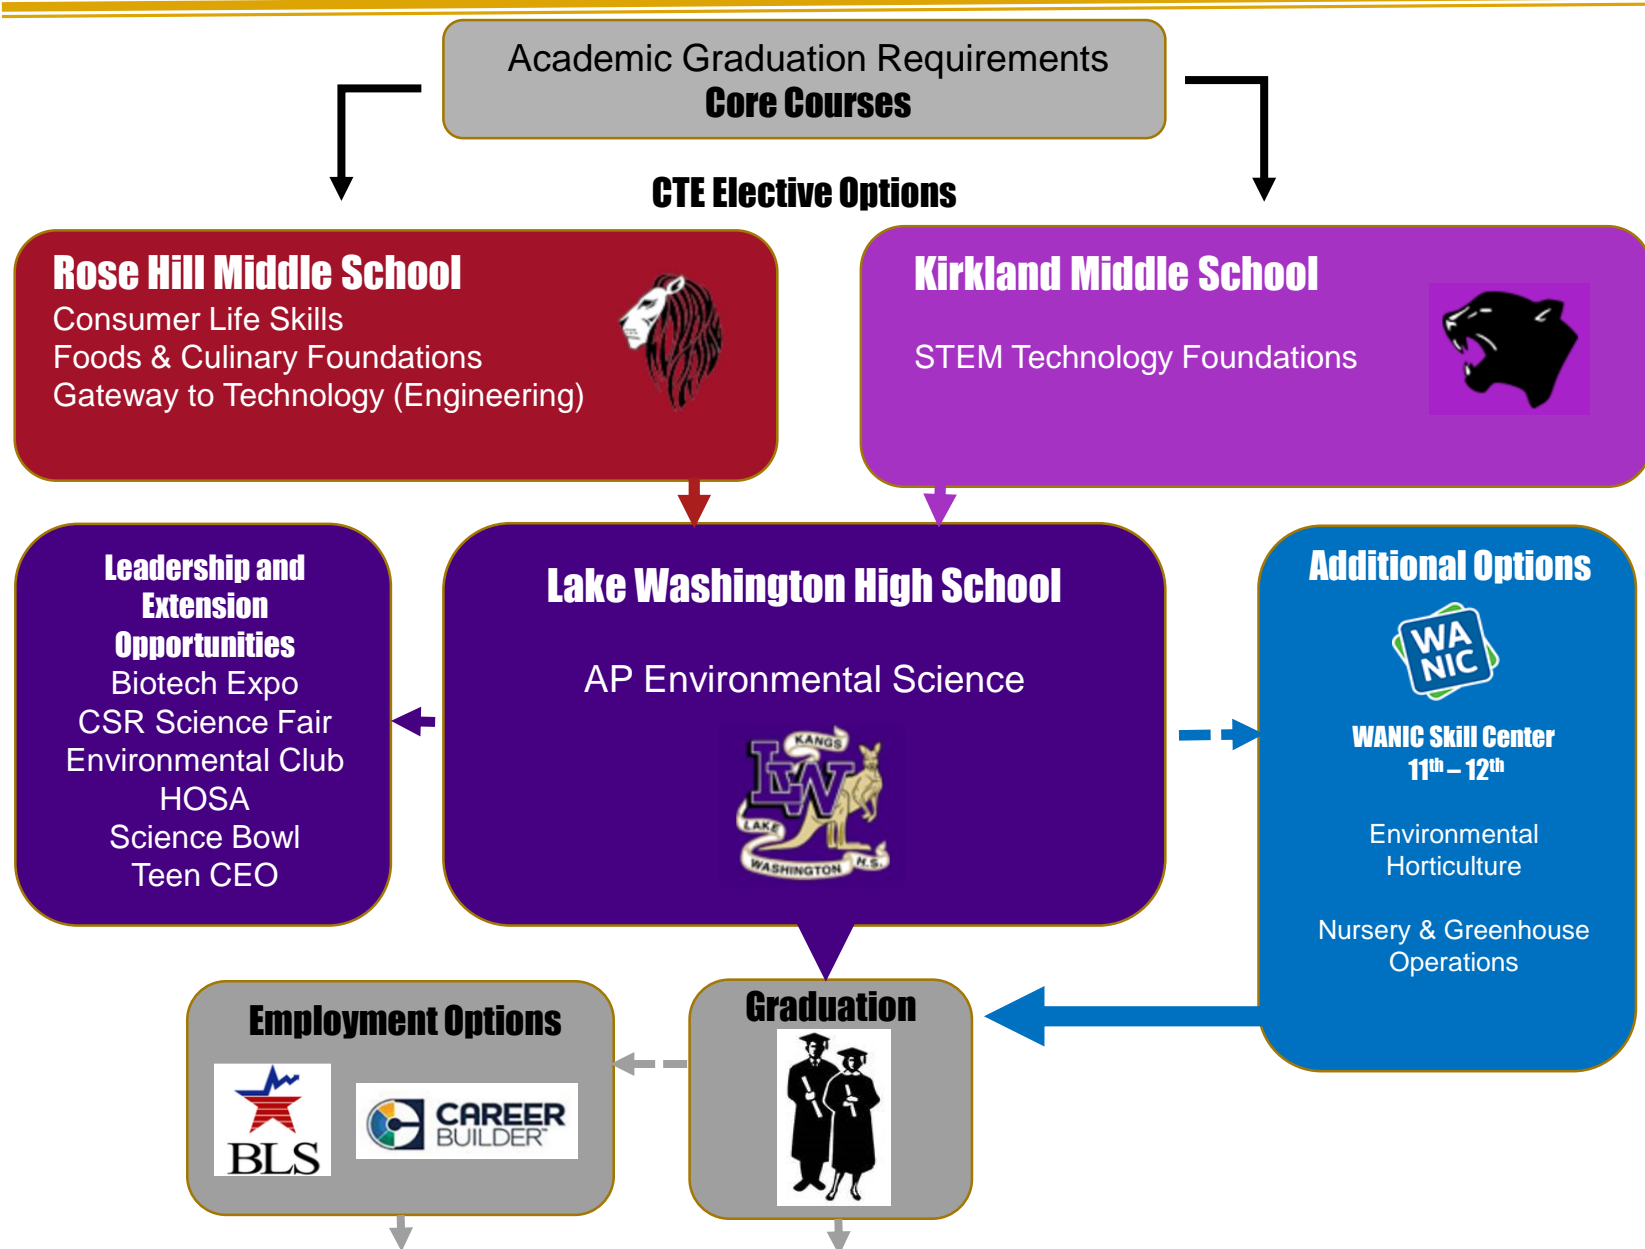 Academic Graduation Requirements
Core Courses
CTE Elective Options
Rose Hill Middle School
Consumer Life Skills
Foods & Culinary Foundations
Gateway to Technology (Engineering)
Kirkland Middle School
STEM Technology Foundations
Leadership and
Extension
Opportunities
Biotech Expo
CSR Science Fair
Environmental Club
HOSA
Science Bowl
Teen CEO
Lake Washington High School
AP Environmental Science
KANGS
LW
LAKE
WASHINGTON
H.S.
Additional Options
WA
NIC
WANIC Skill Center
11th – 12th
Environmental
Horticulture
Nursery & Greenhouse
Operations
Employment Options
BLS
CAREER
BUILDER™
Graduation